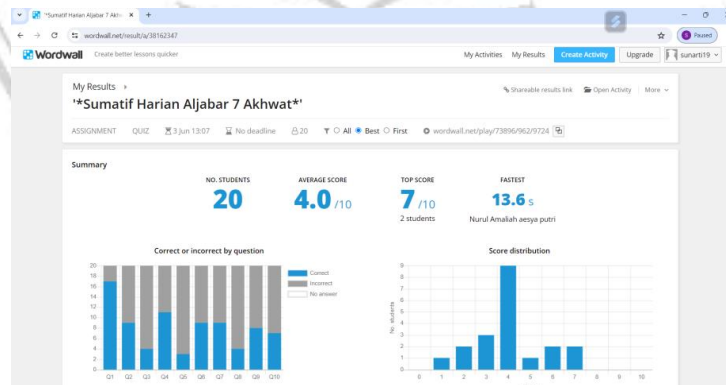 '*Sumatif Harian Aljabar 7 Akhw
wordwall.net/result/a/38162347
Paused
Wordwall Create better lessons quicker
My Activities My Results Create Activity Upgrade sunarti19
My Results
'*Sumatif Harian Aljabar 7 Akhwat*'
Shareable results link Open Activity More
ASSIGNMENT QUIZ 3 Jun 13:07 No deadline 20 All Best First wordwall.net/play/73896/962/9724
Summary
NO. STUDENTS AVERAGE SCORE TOP SCORE FASTEST
20 4.0 /10 7 /10 13.6 s
2 students Nurul Amaliah aesya putri
Correct or incorrect by question Score distribution
Correct
Incorrect
No answer
20
18
16
14
12
10
8
6
4
2
0
Q1 Q2 Q3 Q4 Q5 Q6 Q7 Q8 Q9 Q10
No. students
9
8
7
6
5
4
3
2
1
0
0 1 2 3 4 5 6 7 8 9 10